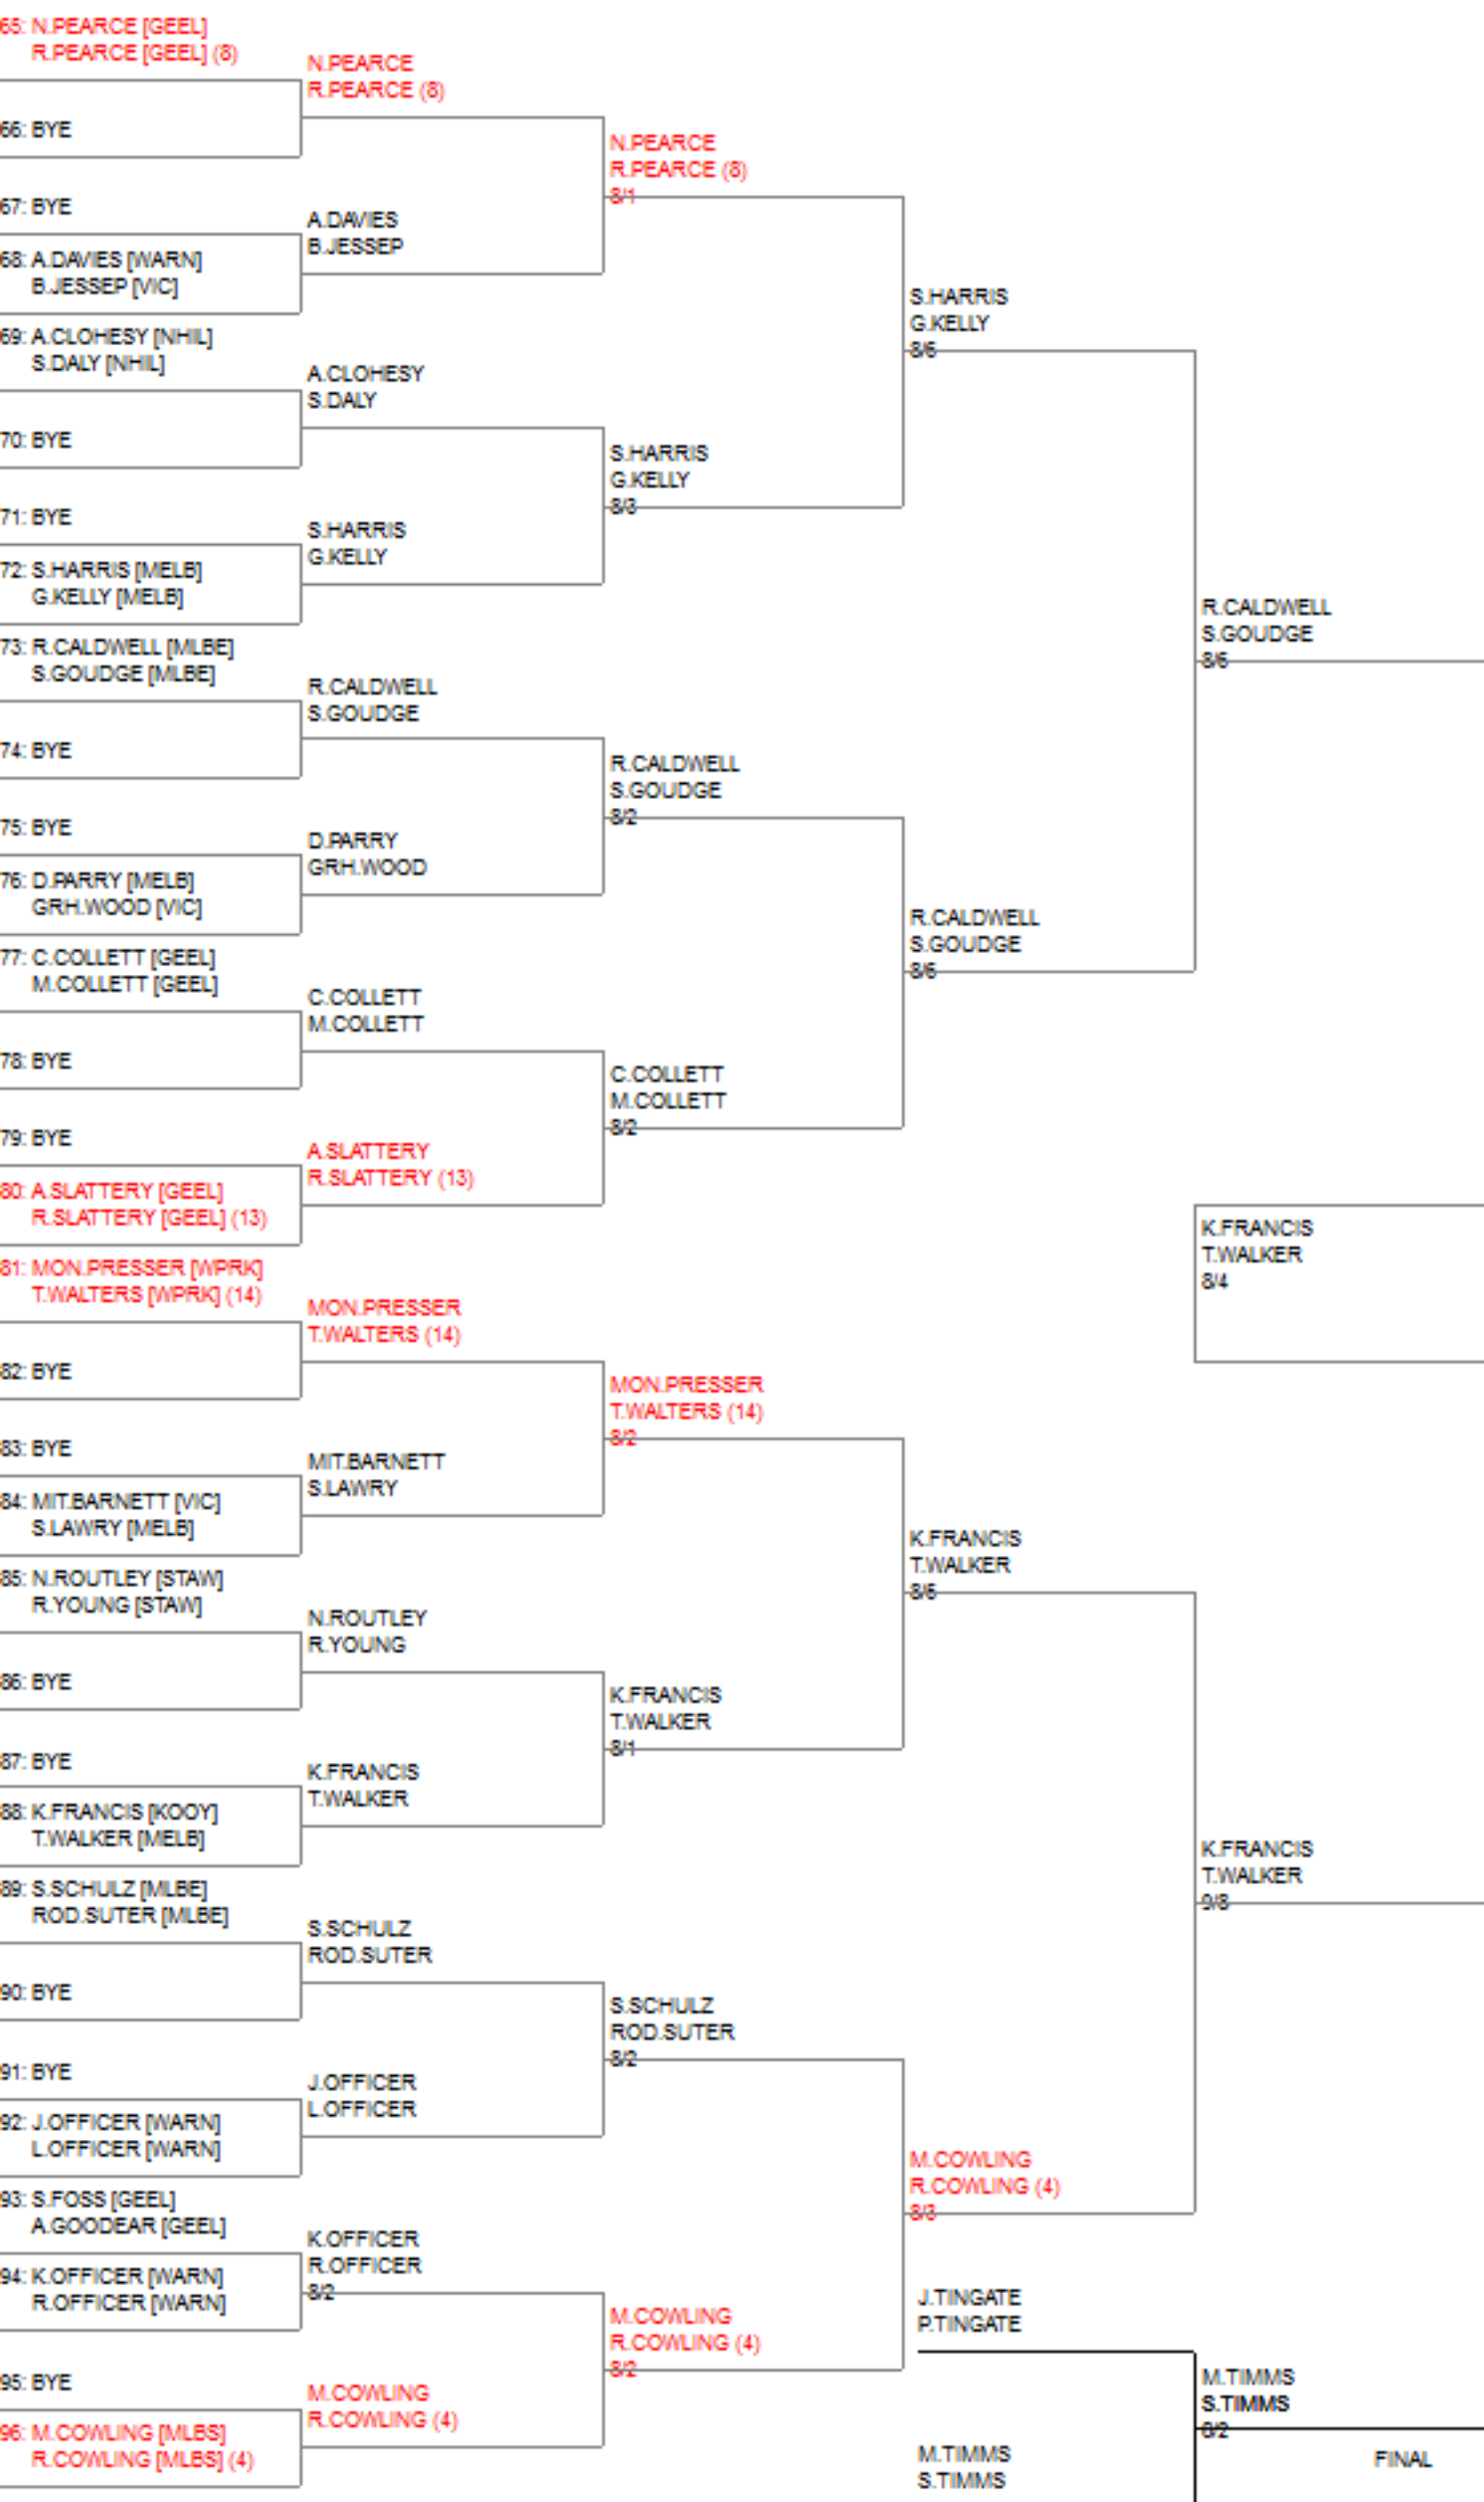 65: N.PEARCE [GEEL]
R.PEARCE [GEEL] (8)
66: BYE
67: BYE
68: A.DAVIES [WARN]
B.JESSEP [VIC]
69: A.CLOHESY [NHIL]
S.DALY [NHIL]
70: BYE
71: BYE
72: S.HARRIS [MELB]
G.KELLY [MELB]
73: R.CALDWELL [MLBE]
S.GOUDGE [MLBE]
74: BYE
75: BYE
76: D.PARRY [MELB]
GRH.WOOD [VIC]
77: C.COLLETT [GEEL]
M.COLLETT [GEEL]
78: BYE
79: BYE
80: A.SLATTERY [GEEL]
R.SLATTERY [GEEL] (13)
81: MON.PRESSER [WPRK]
T.WALTERS [WPRK] (14)
82: BYE
83: BYE
84: MIT.BARNETT [VIC]
S.LAWRY [MELB]
85: N.ROUTLEY [STAW]
R.YOUNG [STAW]
86: BYE
87: BYE
88: K.FRANCIS [KOOY]
T.WALKER [MELB]
89: S.SCHULZ [MLBE]
ROD.SUTER [MLBE]
90: BYE
91: BYE
92: J.OFFICER [WARN]
L.OFFICER [WARN]
93: S.FOSS [GEEL]
A.GOODEAR [GEEL]
94: K.OFFICER [WARN]
R.OFFICER [WARN]
95: BYE
96: M.COWLING [MLBS]
R.COWLING [MLBS] (4)
N.PEARCE
R.PEARCE (8)
A.DAVIES
B.JESSEP
A.CLOHESY
S.DALY
S.HARRIS
G.KELLY
R.CALDWELL
S.GOUDGE
D.PARRY
GRH.WOOD
C.COLLETT
M.COLLETT
A.SLATTERY
R.SLATTERY (13)
MON.PRESSER
T.WALTERS (14)
MIT.BARNETT
S.LAWRY
N.ROUTLEY
R.YOUNG
K.FRANCIS
T.WALKER
S.SCHULZ
ROD.SUTER
J.OFFICER
L.OFFICER
K.OFFICER
R.OFFICER
8/2
M.COWLING
R.COWLING (4)
N.PEARCE
R.PEARCE (8)
8/1
S.HARRIS
G.KELLY
8/3
R.CALDWELL
S.GOUDGE
8/2
C.COLLETT
M.COLLETT
8/2
MON.PRESSER
T.WALTERS (14)
8/2
K.FRANCIS
T.WALKER
8/1
S.SCHULZ
ROD.SUTER
8/2
M.COWLING
R.COWLING (4)
8/2
S.HARRIS
G.KELLY
8/6
R.CALDWELL
S.GOUDGE
8/6
K.FRANCIS
T.WALKER
8/6
M.COWLING
R.COWLING (4)
8/3
J.TINGATE
P.TINGATE
M.TIMMS
S.TIMMS
R.CALDWELL
S.GOUDGE
8/6
K.FRANCIS
T.WALKER
8/4
K.FRANCIS
T.WALKER
9/8
M.TIMMS
S.TIMMS
8/2
FINAL